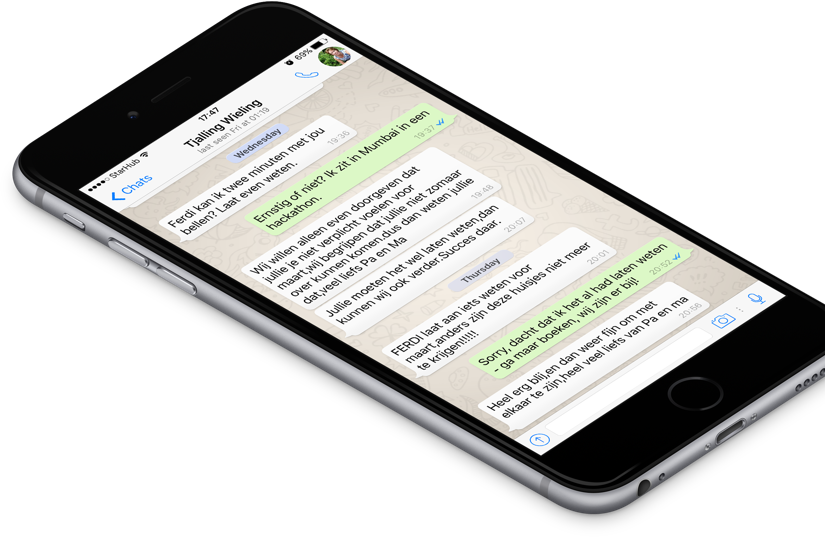 StarHub
17:47
69%
Chats
Tjalling Wieling
last seen Fri at 01:19
Wednesday
Ferdi kan ik twee minuten met jou
bellen? Laat even weten.
19:36
Ernstig of niet? Ik zit in Mumbai in een
hackathon.
19:37
Wij willen alleen even doorgeven dat
jullie je niet verplicht voelen voor
maart,wij begrijpen dat jullie niet zomaar
over kunnen komen,dus dan weten jullie
dat,veel liefs Pa en Ma
19:48
Jullie moeten het wel laten weten,dan
kunnen wij ook verder.Succes daar.
20:07
Thursday
FERDI laat aan iets weten voor
maart,anders zijn deze huisjes niet meer
te krijgen!!!!!
20:01
Sorry, dacht dat ik het al had laten weten
- ga maar boeken, wij zijn er bij!
20:52
Heel erg blij,en dan weer fijn om met
elkaar te zijn,heel veel liefs van Pa en ma
20:56